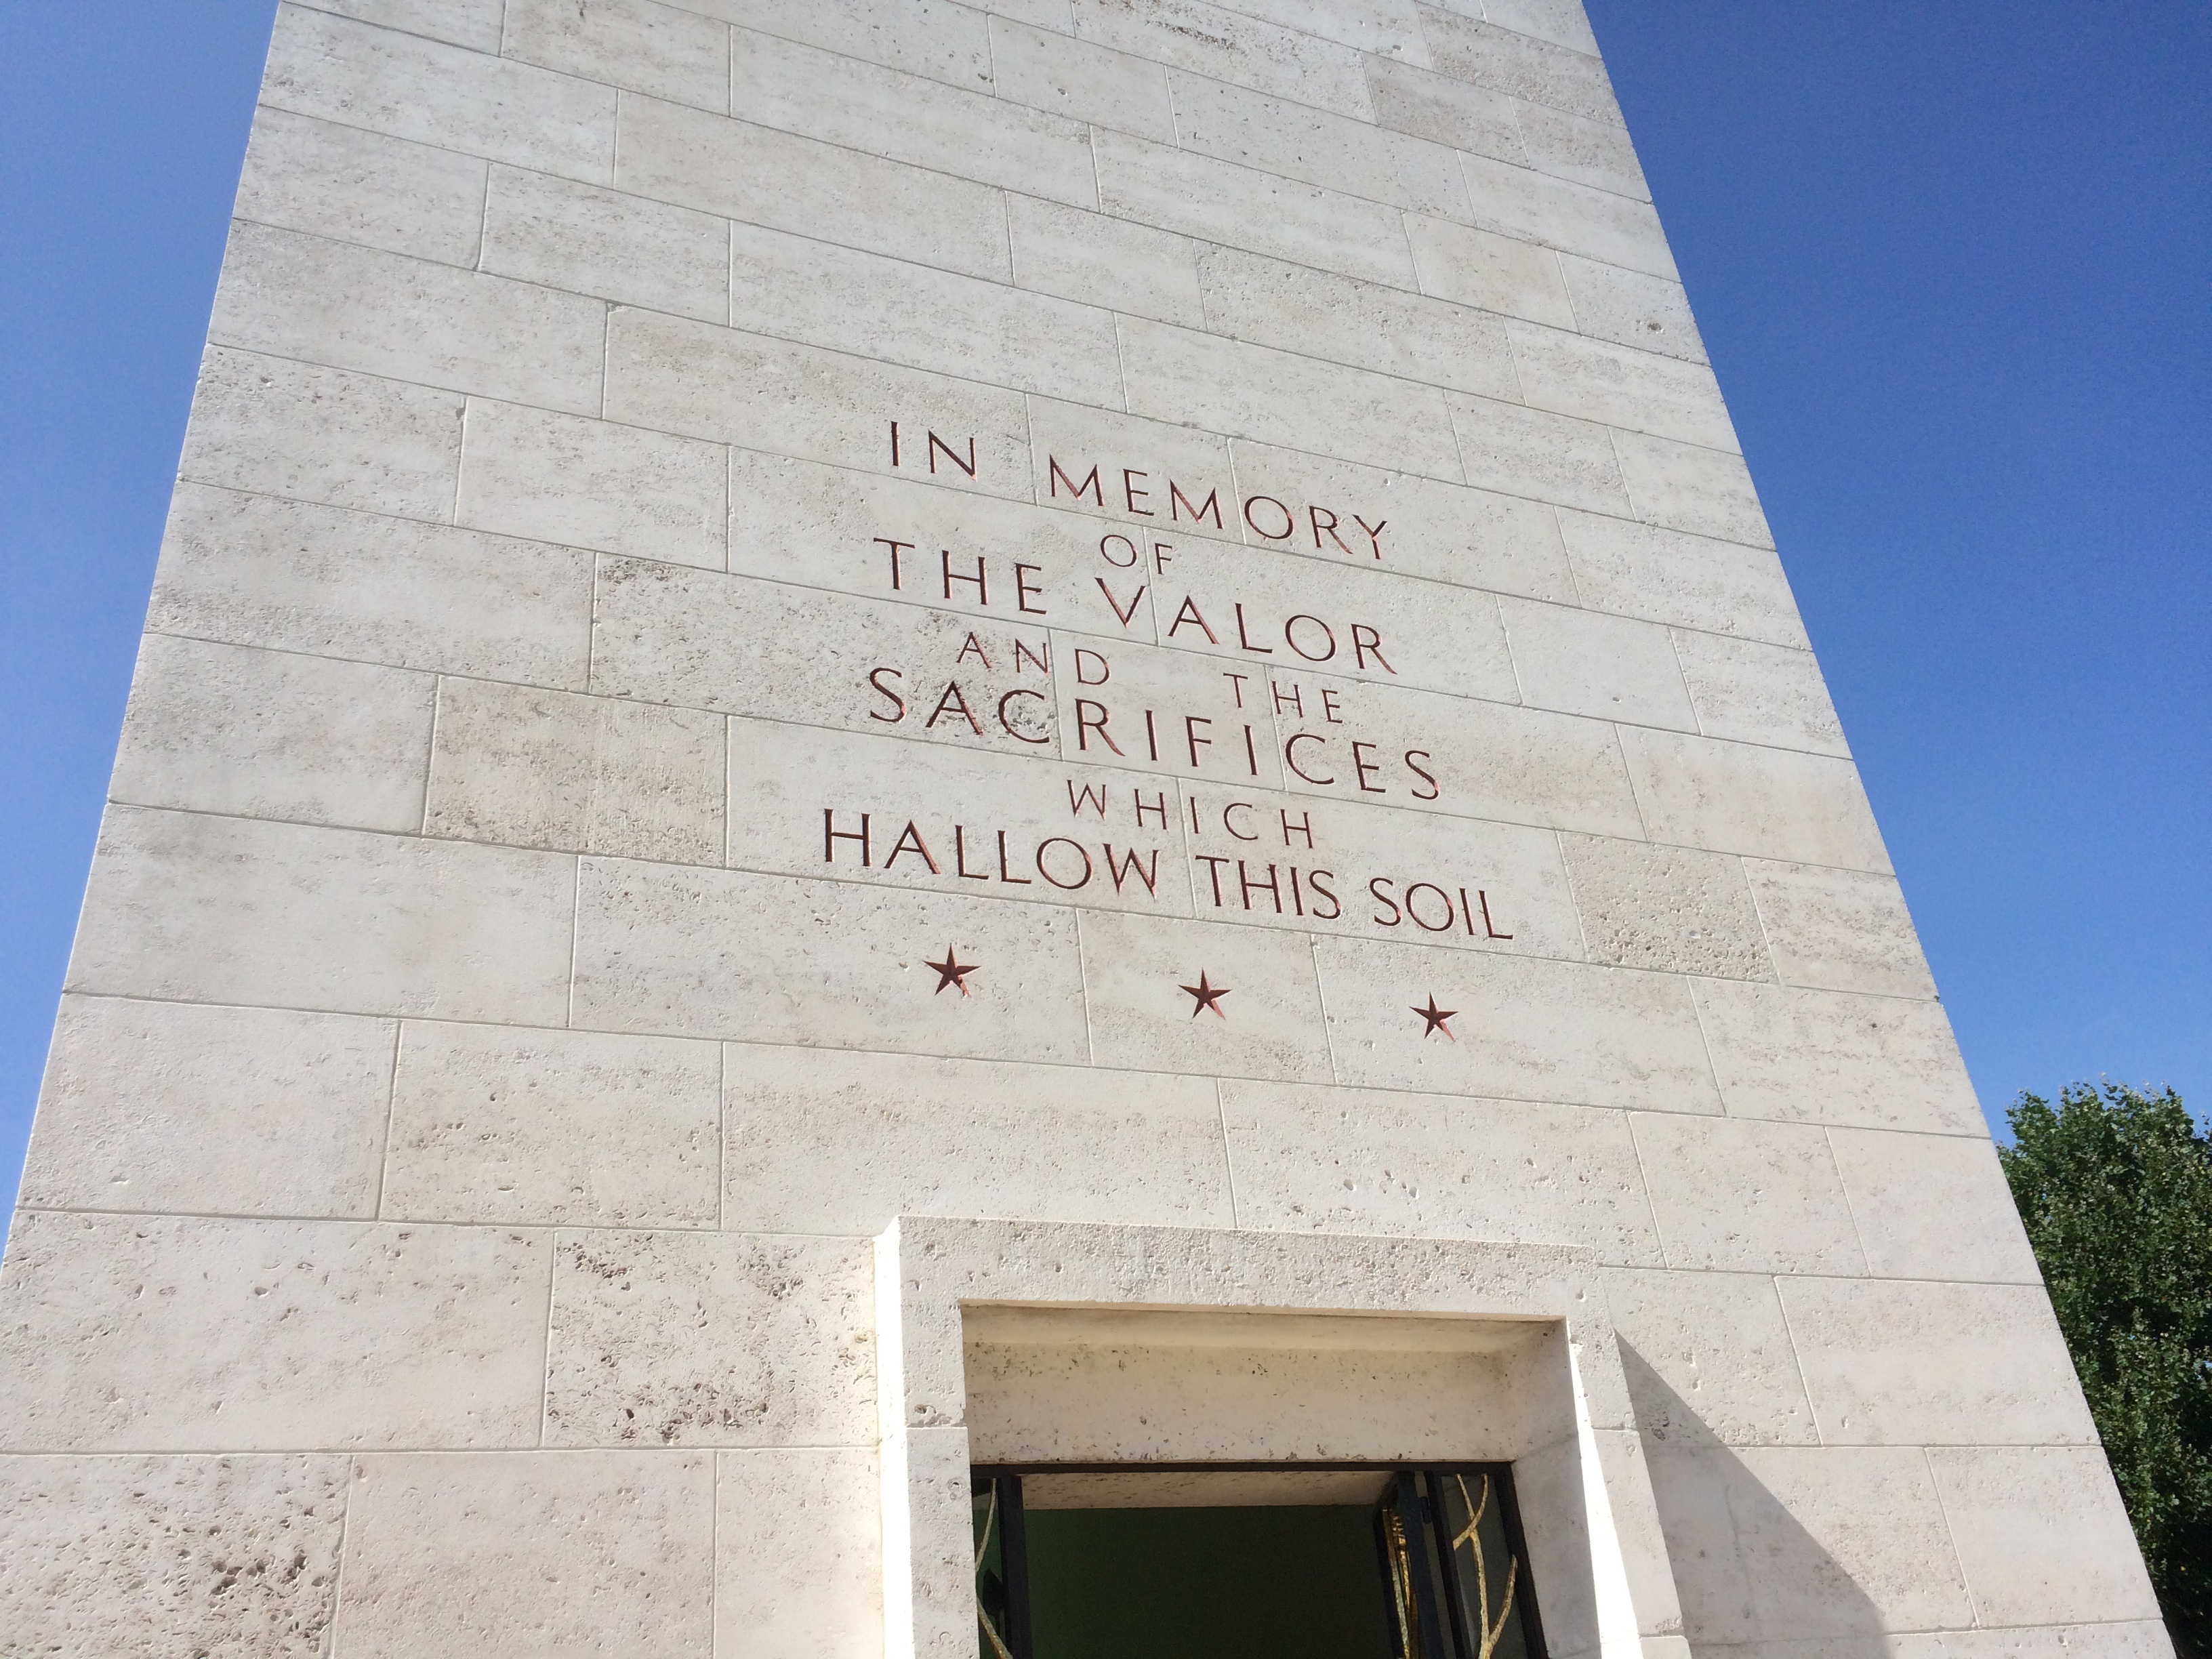 IN MEMORY
OF
THE VALOR
AND THE
SACRIFICES
WHICH
HALLOW THIS SOIL